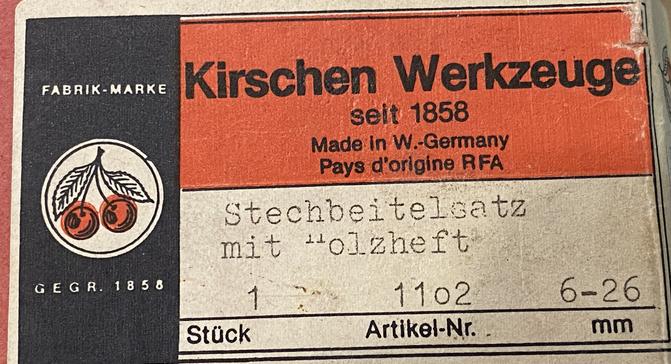 FABRIK-MARKE
GEGR. 1858
Kirschen Werkzeuge
seit 1858
Made in W.-Germany
Pays d'origine RFA
Stechbeitelsatz
mit Holzheft
1 11o2 6-26
Stück Artikel-Nr. mm